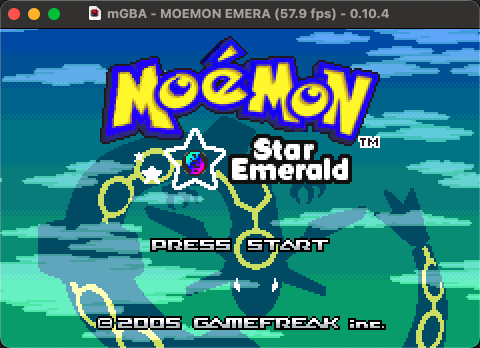 mGBA - MOEMON EMERA (57.9 fps) - 0.10.4
MoéMoN
TM
Star
Emerald
PRESS START
©2005 GAMEFREAK inc.